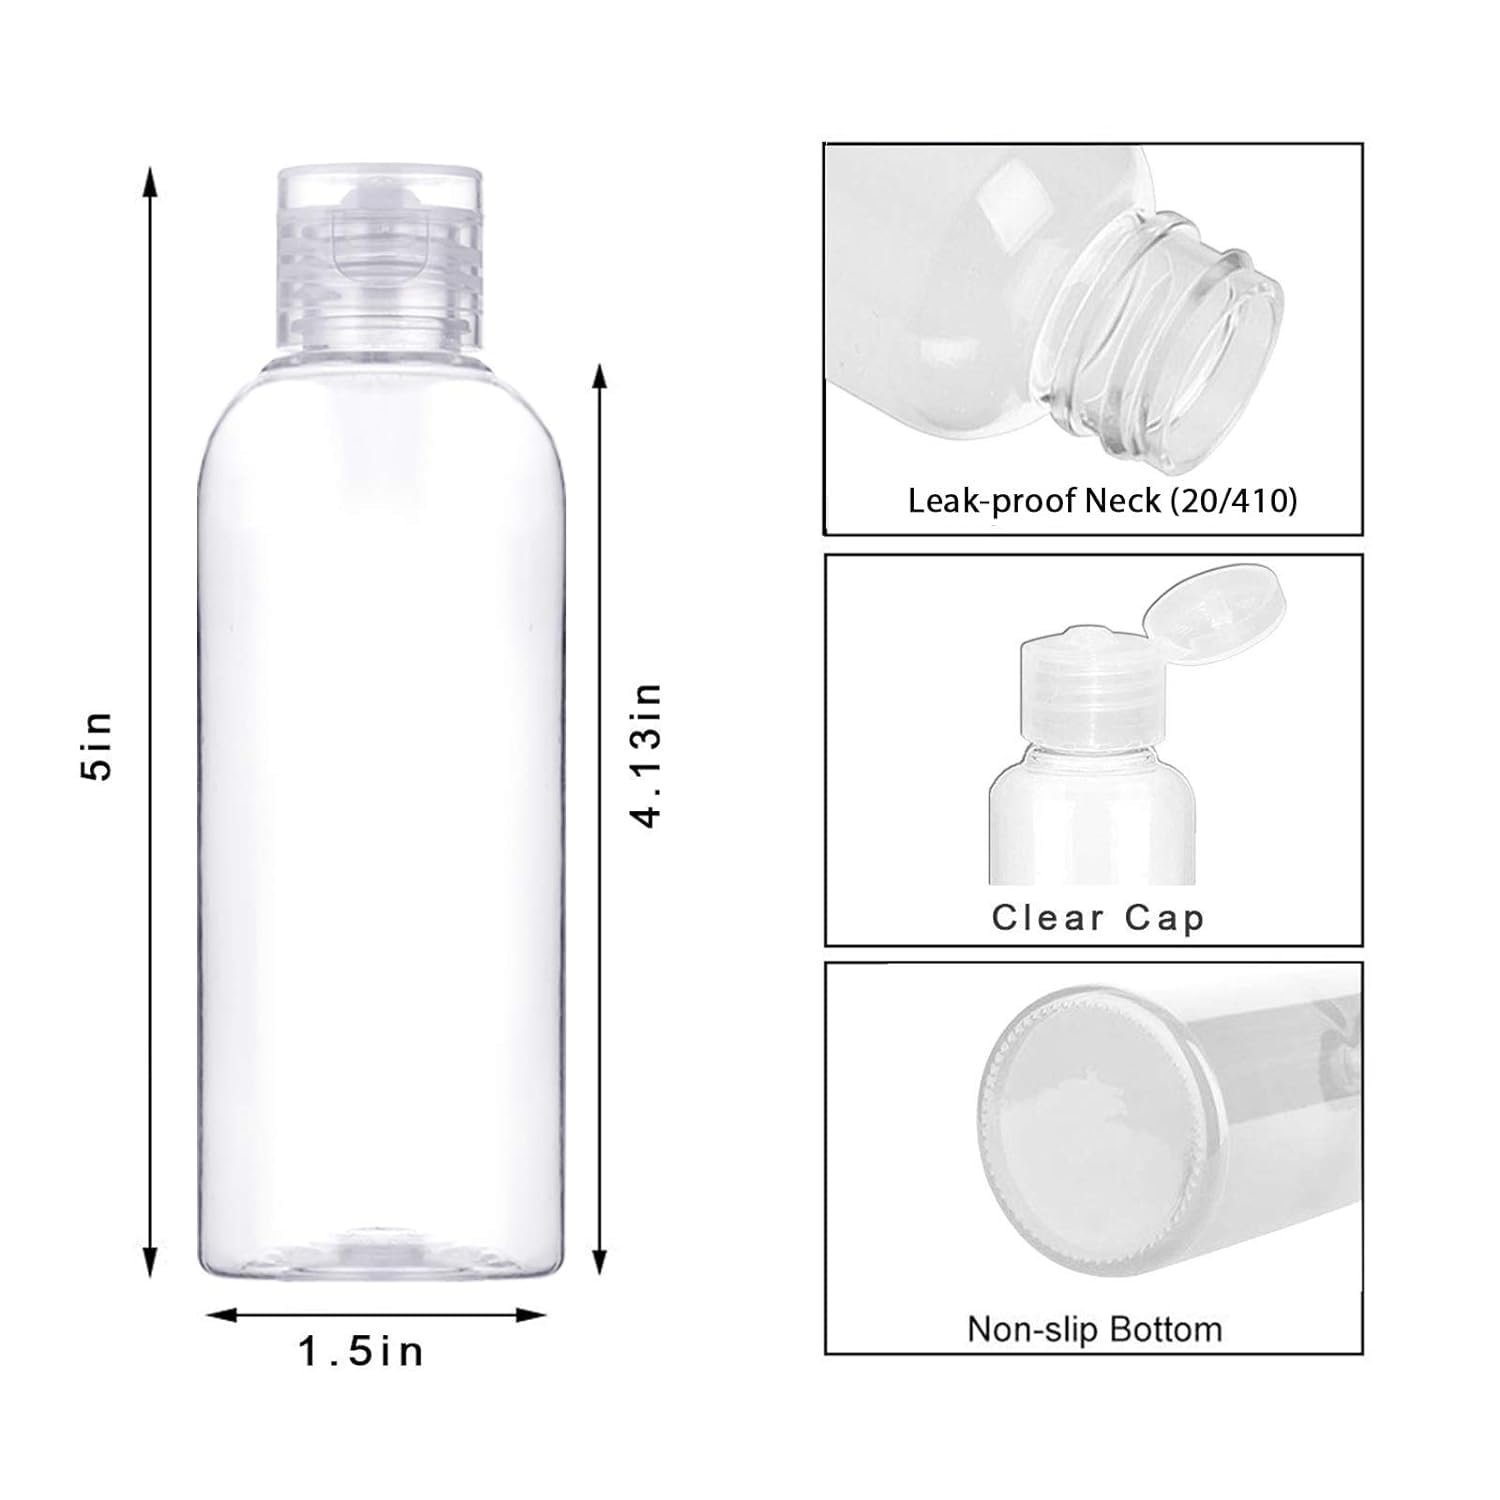 5in
4.13in
1.5in
Leak-proof Neck (20/410)
Clear Cap
Non-slip Bottom